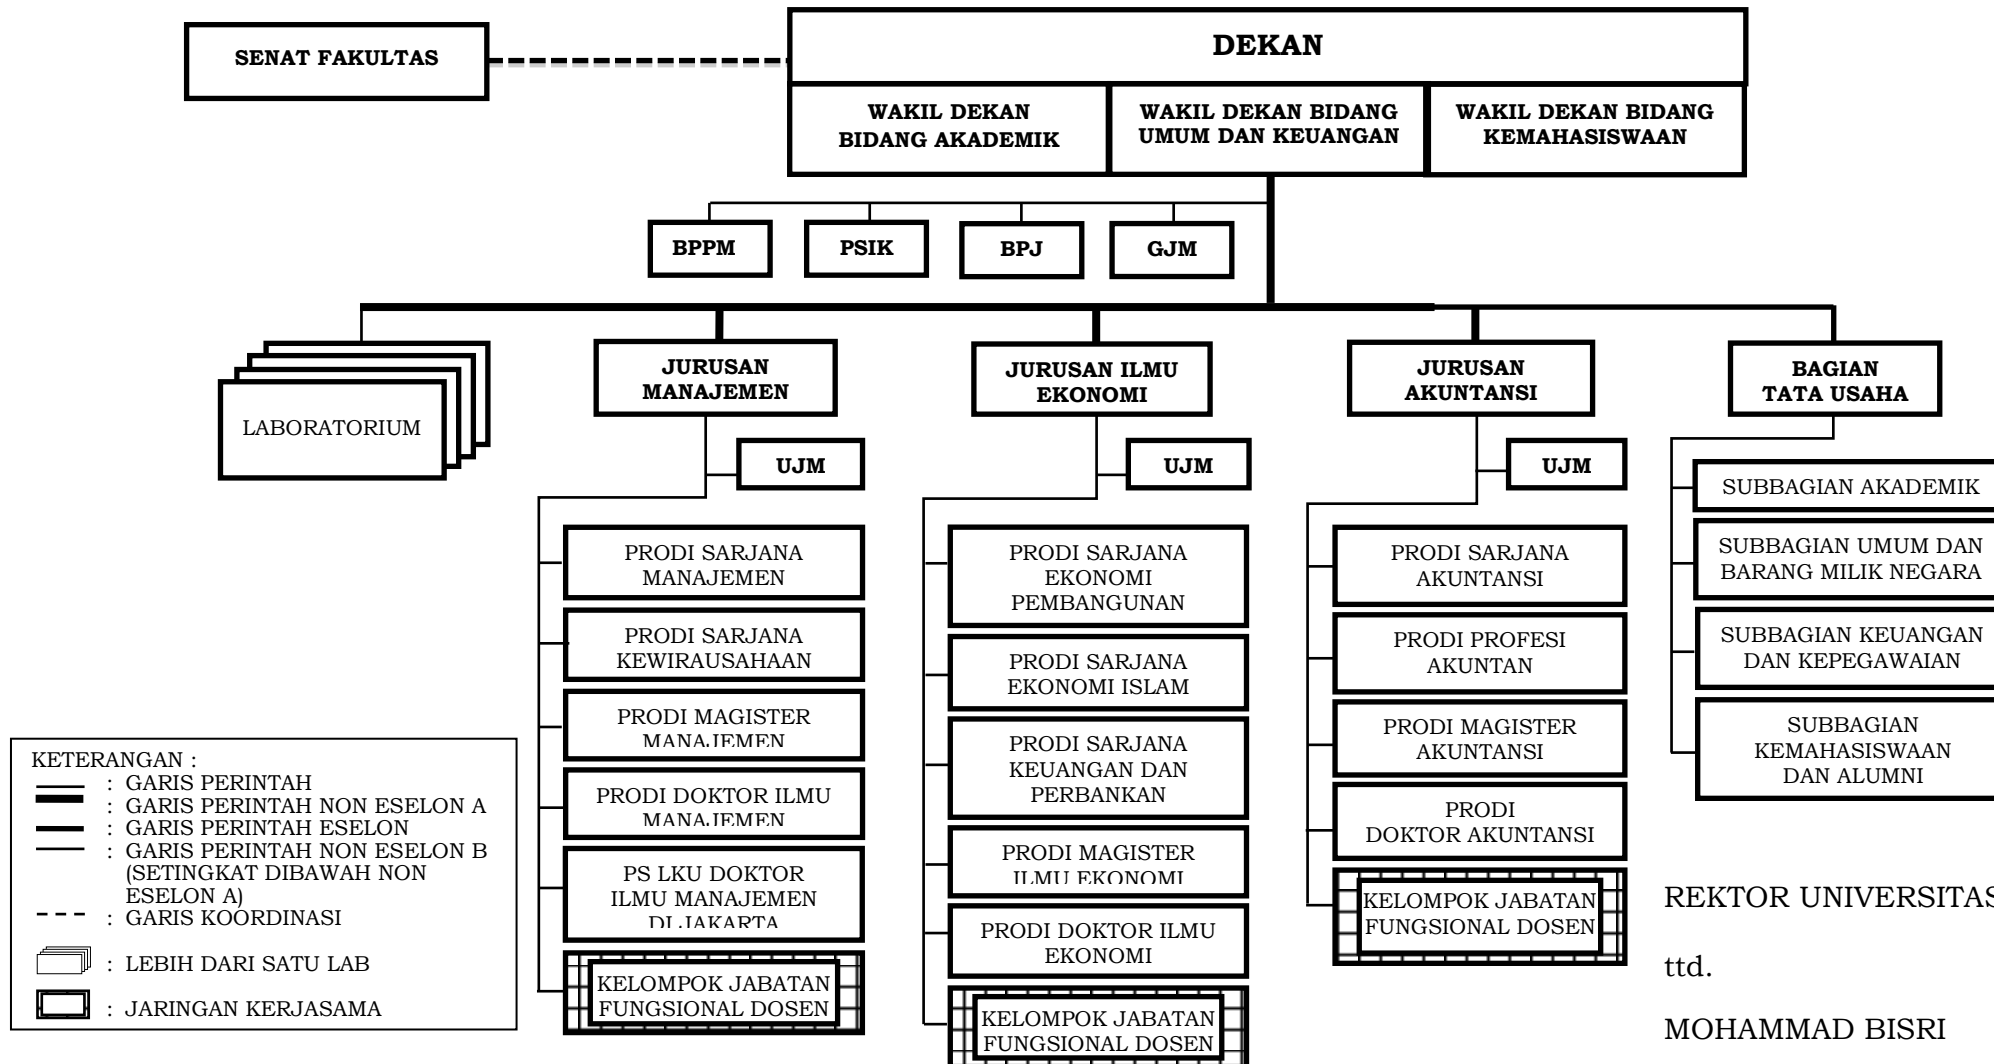 SENAT FAKULTAS
DEKAN
WAKIL DEKAN
BIDANG AKADEMIK
WAKIL DEKAN BIDANG
UMUM DAN KEUANGAN
WAKIL DEKAN BIDANG
KEMAHASISWAAN
BPPM
PSIK
BPJ
GJM
LABORATORIUM
JURUSAN
MANAJEMEN
JURUSAN ILMU
EKONOMI
JURUSAN
AKUNTANSI
BAGIAN
TATA USAHA
UJM
PRODI SARJANA
MANAJEMEN
PRODI SARJANA
KEWIRAUSAHAAN
PRODI MAGISTER
MANAJEMEN
PRODI DOKTOR ILMU
MANAJEMEN
PS LKU DOKTOR
ILMU MANAJEMEN
DI JAKARTA
KELOMPOK JABATAN
FUNGSIONAL DOSEN
UJM
PRODI SARJANA
EKONOMI
PEMBANGUNAN
PRODI SARJANA
EKONOMI ISLAM
PRODI SARJANA
KEUANGAN DAN
PERBANKAN
PRODI MAGISTER
ILMU EKONOMI
PRODI DOKTOR ILMU
EKONOMI
KELOMPOK JABATAN
FUNGSIONAL DOSEN
UJM
PRODI SARJANA
AKUNTANSI
PRODI PROFESI
AKUNTAN
PRODI MAGISTER
AKUNTANSI
PRODI
DOKTOR AKUNTANSI
KELOMPOK JABATAN
FUNGSIONAL DOSEN
SUBBAGIAN AKADEMIK
SUBBAGIAN UMUM DAN
BARANG MILIK NEGARA
SUBBAGIAN KEUANGAN
DAN KEPEGAWAIAN
SUBBAGIAN
KEMAHASISWAAN
DAN ALUMNI
KETERANGAN :
: GARIS PERINTAH
: GARIS PERINTAH NON ESELON A
: GARIS PERINTAH ESELON
: GARIS PERINTAH NON ESELON B
(SETINGKAT DIBAWAH NON
ESELON A)
: GARIS KOORDINASI
: LEBIH DARI SATU LAB
: JARINGAN KERJASAMA
REKTOR UNIVERSITAS
ttd.
MOHAMMAD BISRI